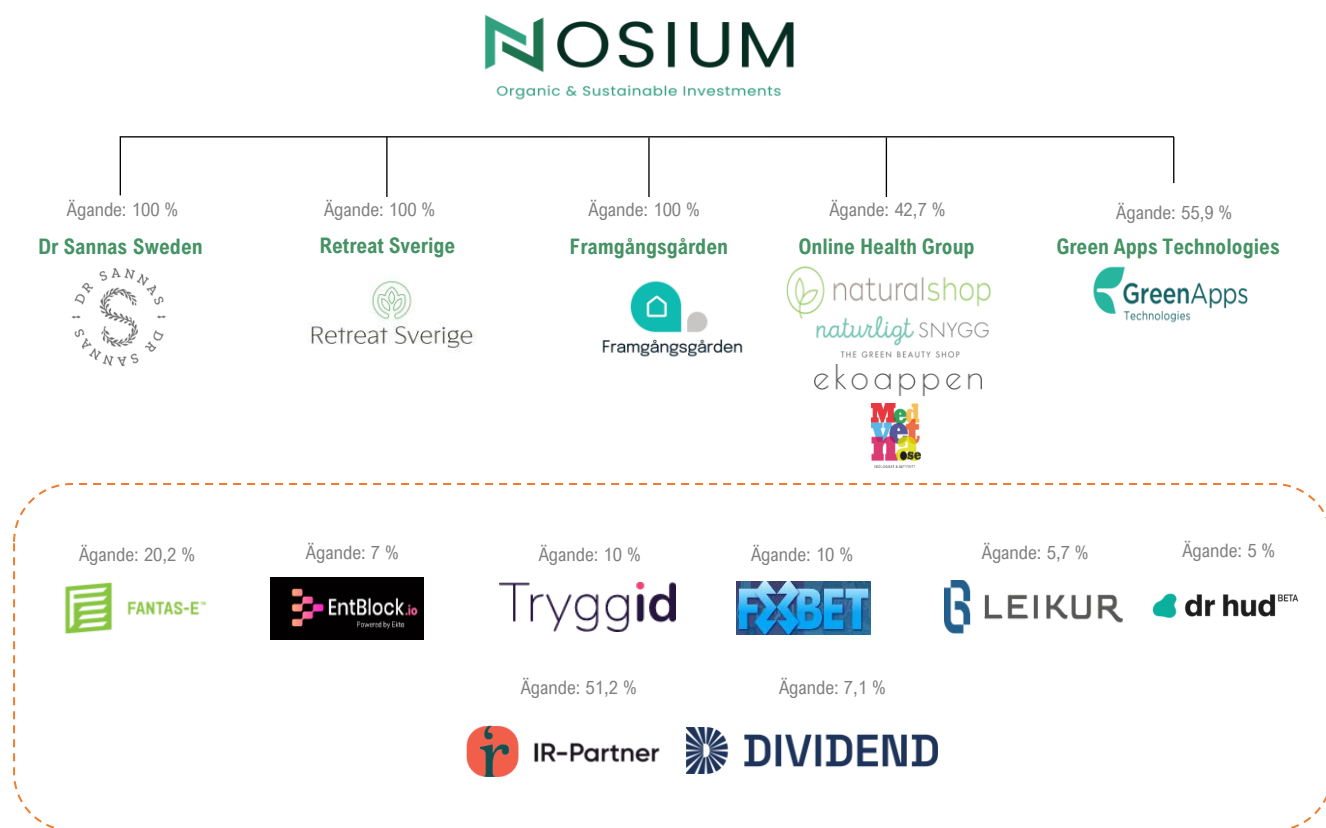 NOSIUM
Organic & Sustainable Investments
Ägande: 100 %
Dr Sannas Sweden
DR SANNAS
DR SANNAS
Ägande: 100 %
Retreat Sverige
Retreat Sverige
Ägande: 100 %
Framgångsgården
Framgångsgården
Ägande: 42,7 %
Online Health Group
naturalshop
naturligt SNYGG
THE GREEN BEAUTY SHOP
ekoappen
Med
vet
na
ose
Ägande: 55,9 %
Green Apps Technologies
GreenApps
Technologies
Ägande: 20,2 %
FANTAS-E™
Ägande: 7 %
EntBlock.io
Powered by Ekte
Ägande: 10 %
Tryggid
Ägande: 10 %
FXBET
Ägande: 5,7 %
LEIKUR
Ägande: 5 %
dr hud BETA
Ägande: 51,2 %
ír
IR-Partner
Ägande: 7,1 %
DIVIDEND